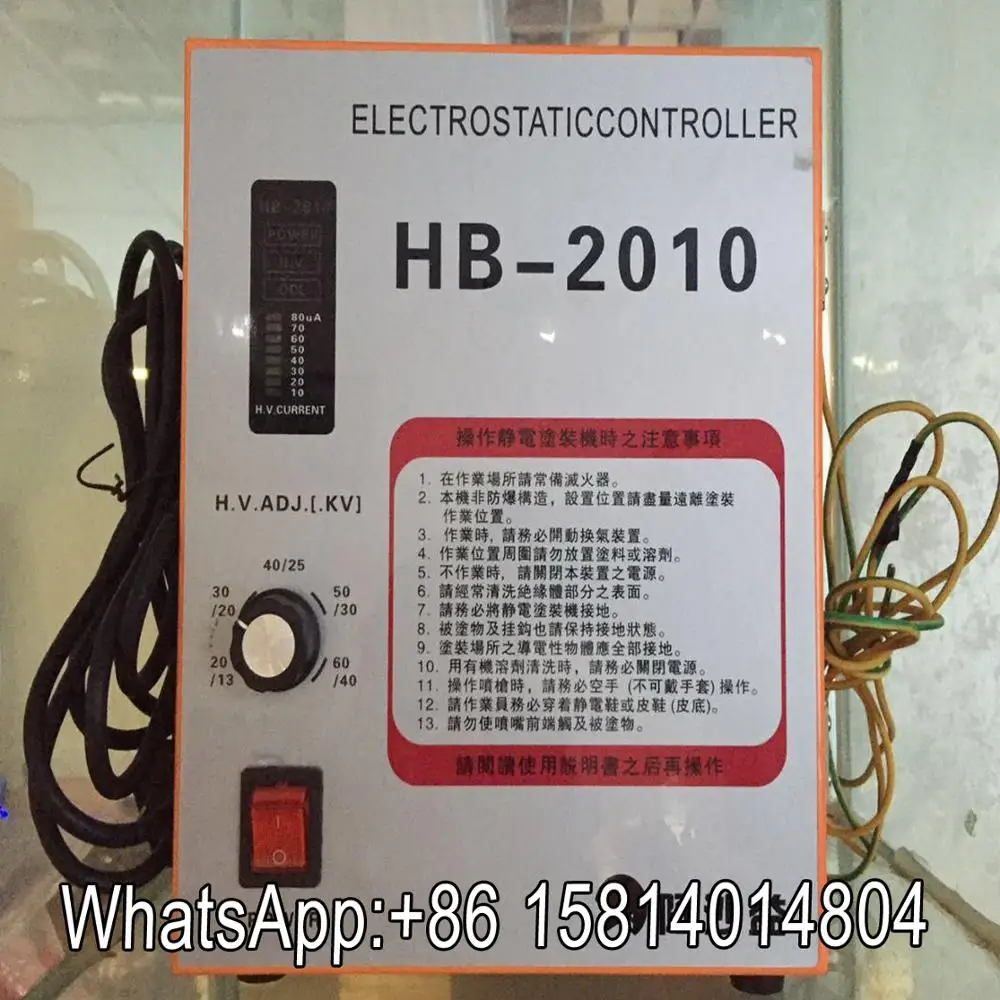 ELECTROSTATICCONTROLLER
HB-2010
HB-2010
POWER
H.V
OCL
80uA
70
60
50
40
30
20
10
H.V.CURRENT
H.V.ADJ.[.KV]
40/25
30
/20
50
/30
20
/13
60
/40
操作静電塗裝機時之注意事項
1. 在作業場所請常備滅火器。
2. 本機非防爆構造，設置位置請盡量遠離塗裝
作業位置。
3. 作業時, 請務必開動換氣裝置。
4. 作業位置周圍請勿放置塗料或溶劑。
5. 不作業時, 請關閉本裝置之電源。
6. 請經常清洗絶緣體部分之表面。
7. 請務必將静電塗裝機接地。
8. 被塗物及挂鈎也請保持接地狀態。
9. 塗裝場所之導電性物體應全部接地。
10. 用有機溶劑清洗時，請務必關閉電源。
11. 操作噴槍時，請務必空手 (不可戴手套) 操作。
12. 請作業員務必穿着静電鞋或皮鞋 (皮底)。
13. 請勿使噴嘴前端觸及被塗物。
請閱讀使用說明書之后再操作
WhatsApp:+86 15814014804